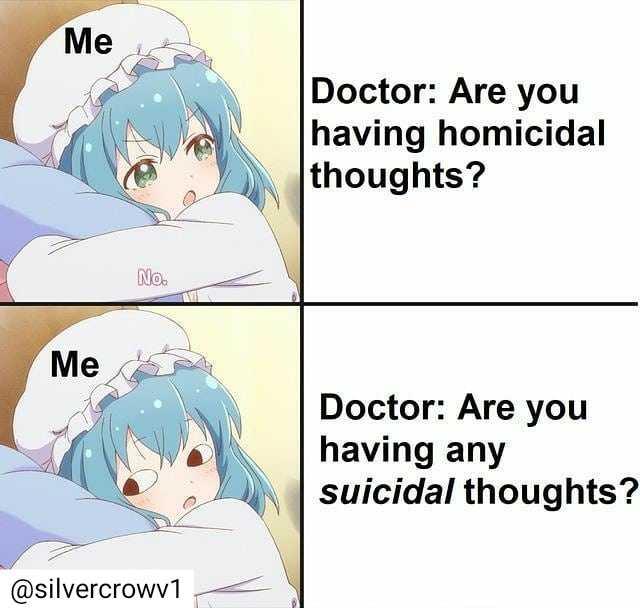 Me
Doctor: Are you
having homicidal
thoughts?
No.
Me
Doctor: Are you
having any
suicidal thoughts?
@silvercrowv1